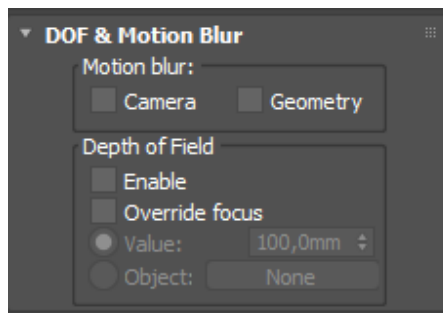 DOF & Motion Blur
Motion blur:
Camera Geometry
Depth of Field
Enable
Override focus
Value: 100,0mm
Object: None